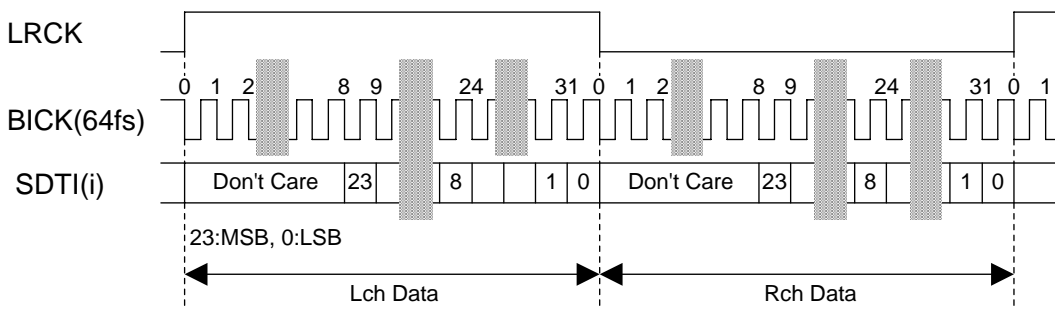 LRCK
0 1 2 8 9 24 31 0 1 2 8 9 24 31 0 1
BICK(64fs)
SDTI(i) Don't Care 23 8 1 0 Don't Care 23 8 1 0
23:MSB, 0:LSB
Lch Data Rch Data